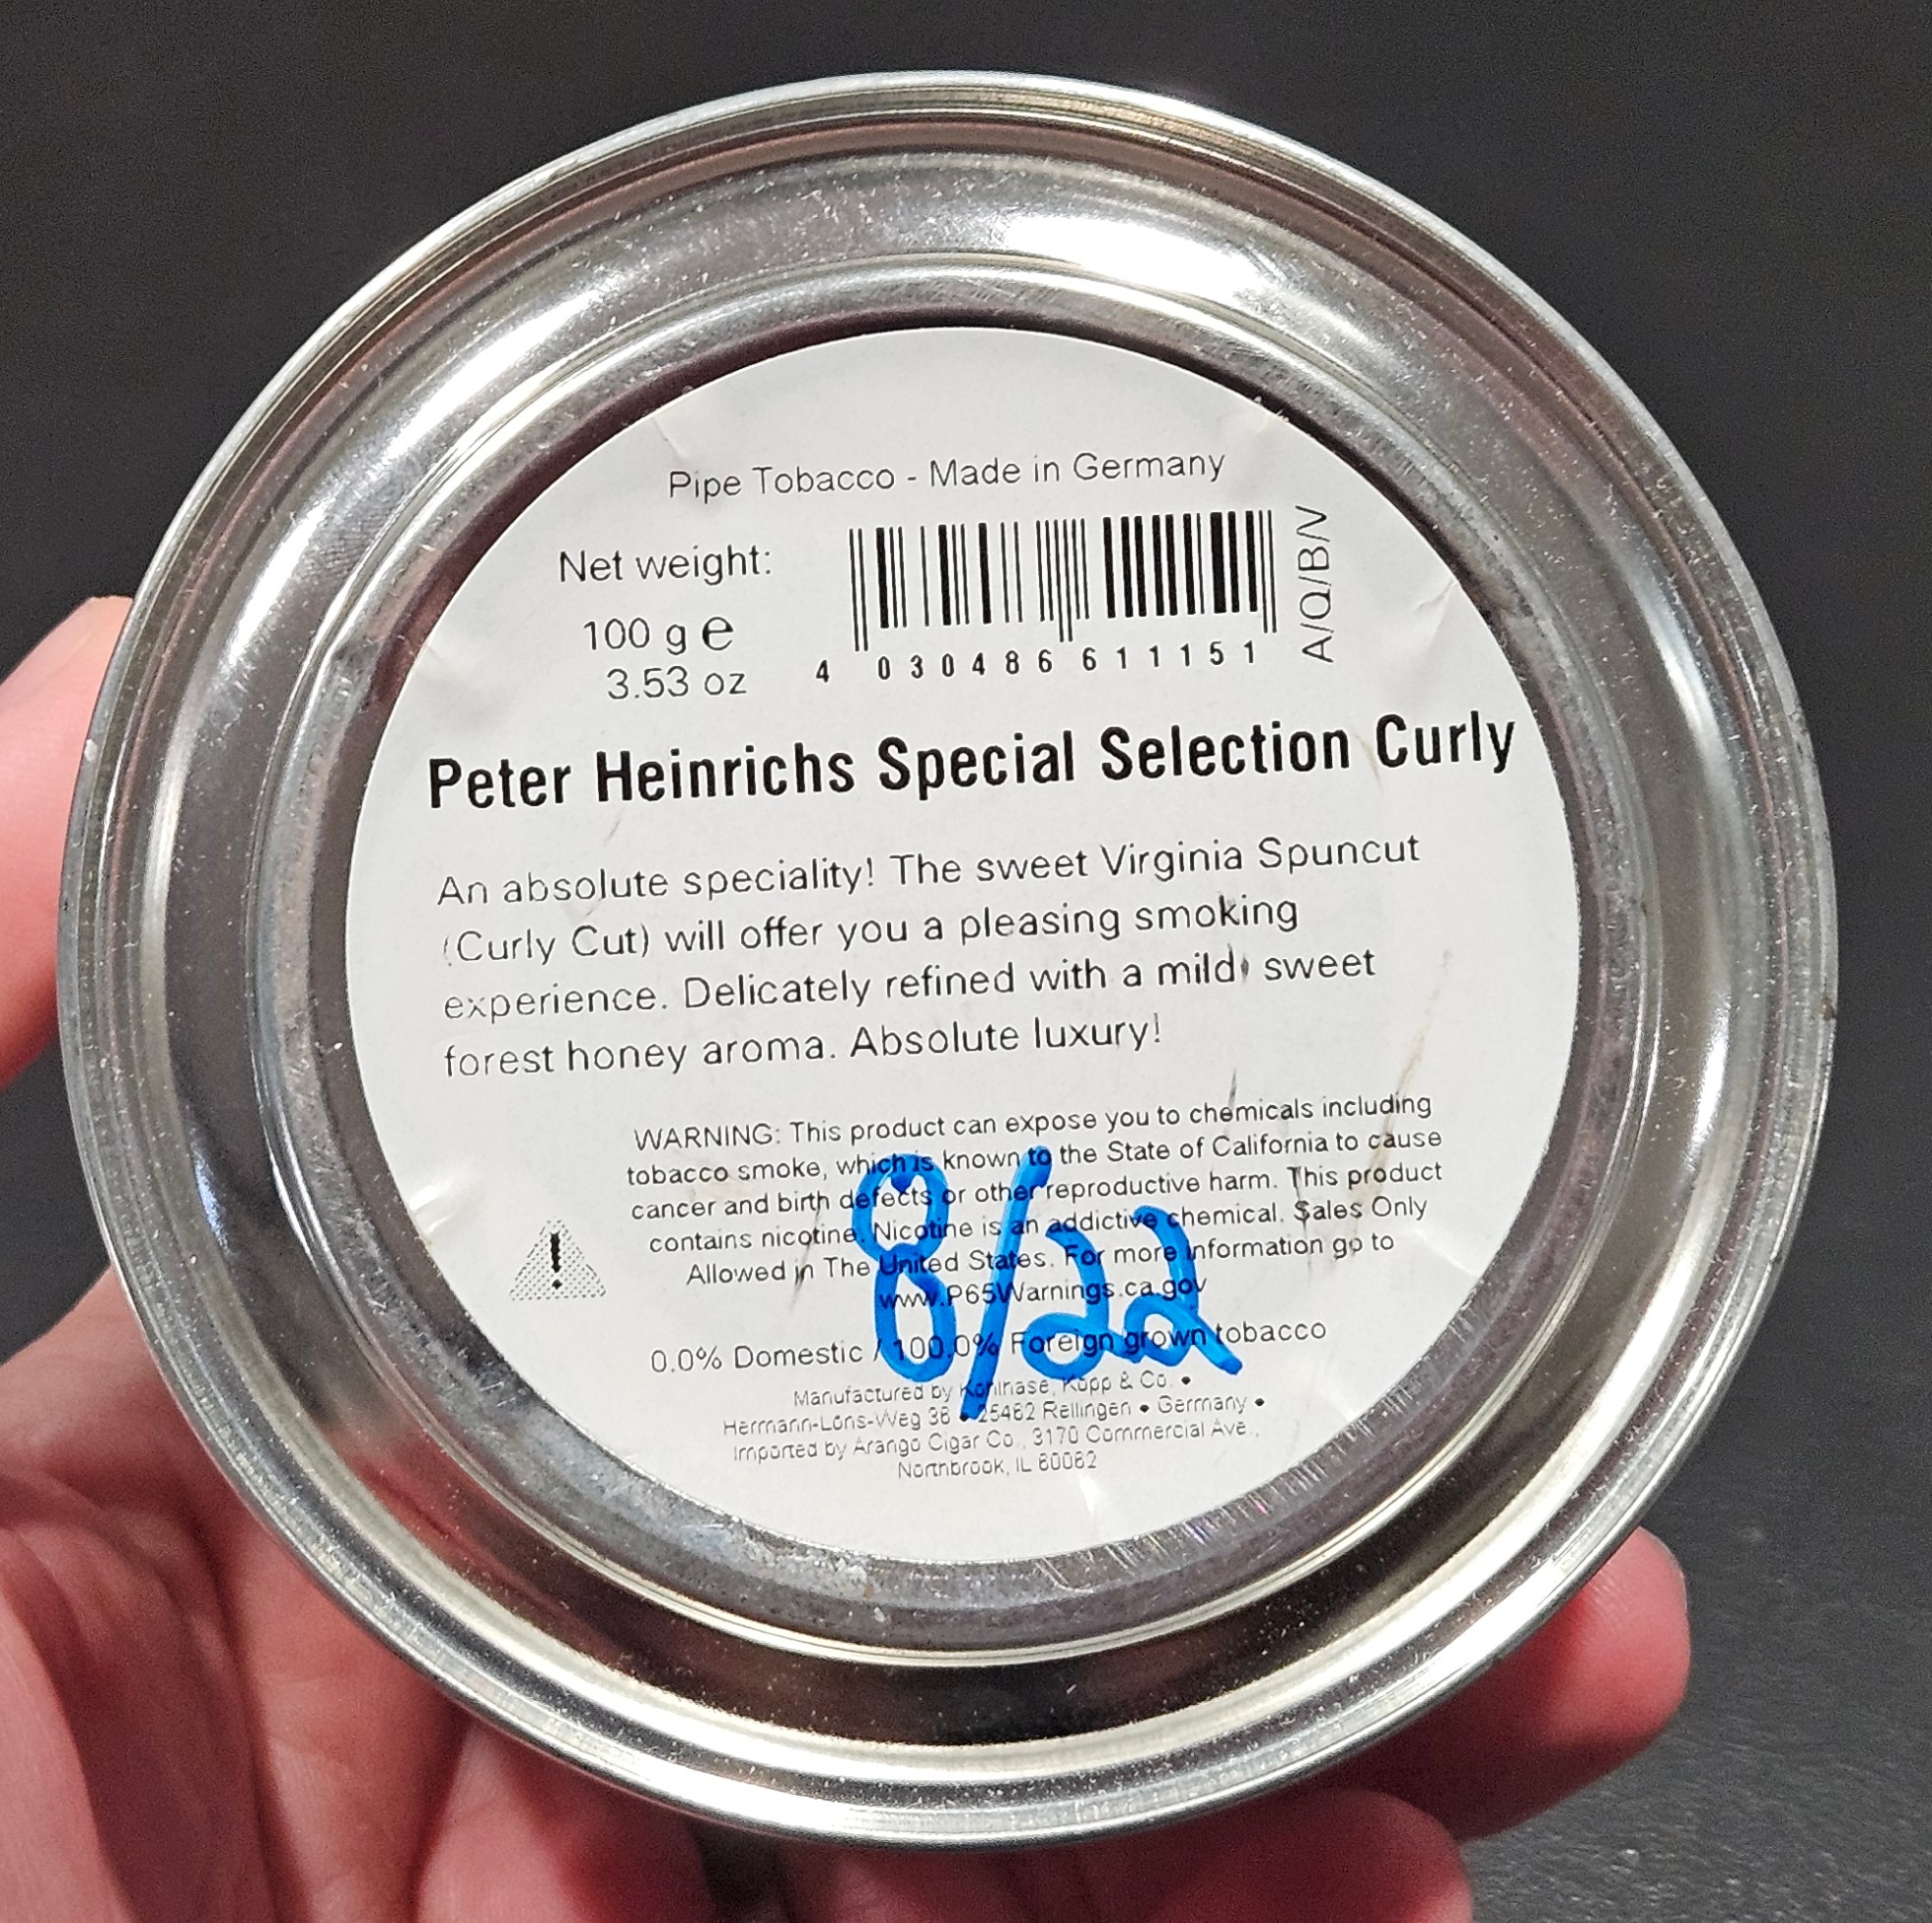 Pipe Tobacco - Made in Germany
Net weight:
100 g e
3.53 oz
4 030486 611151
A/Q/B/V
Peter Heinrichs Special Selection Curly
An absolute speciality! The sweet Virginia Spuncut
(Curly Cut) will offer you a pleasing smoking
experience. Delicately refined with a mild, sweet
forest honey aroma. Absolute luxury!
WARNING: This product can expose you to chemicals including
tobacco smoke, which is known to the State of California to cause
cancer and birth defects or other reproductive harm. This product
contains nicotine. Nicotine is an addictive chemical. Sales Only
Allowed in The United States. For more information go to
www.P65Warnings.ca.gov
8/22
0.0% Domestic / 100.0% Foreign grown tobacco
Manufactured by Kohlhase, Kopp & Co. •
Hermann-Löns-Weg 36 • 25462 Rellingen • Germany •
Imported by Arango Cigar Co., 3170 Commercial Ave.,
Northbrook, IL 60062